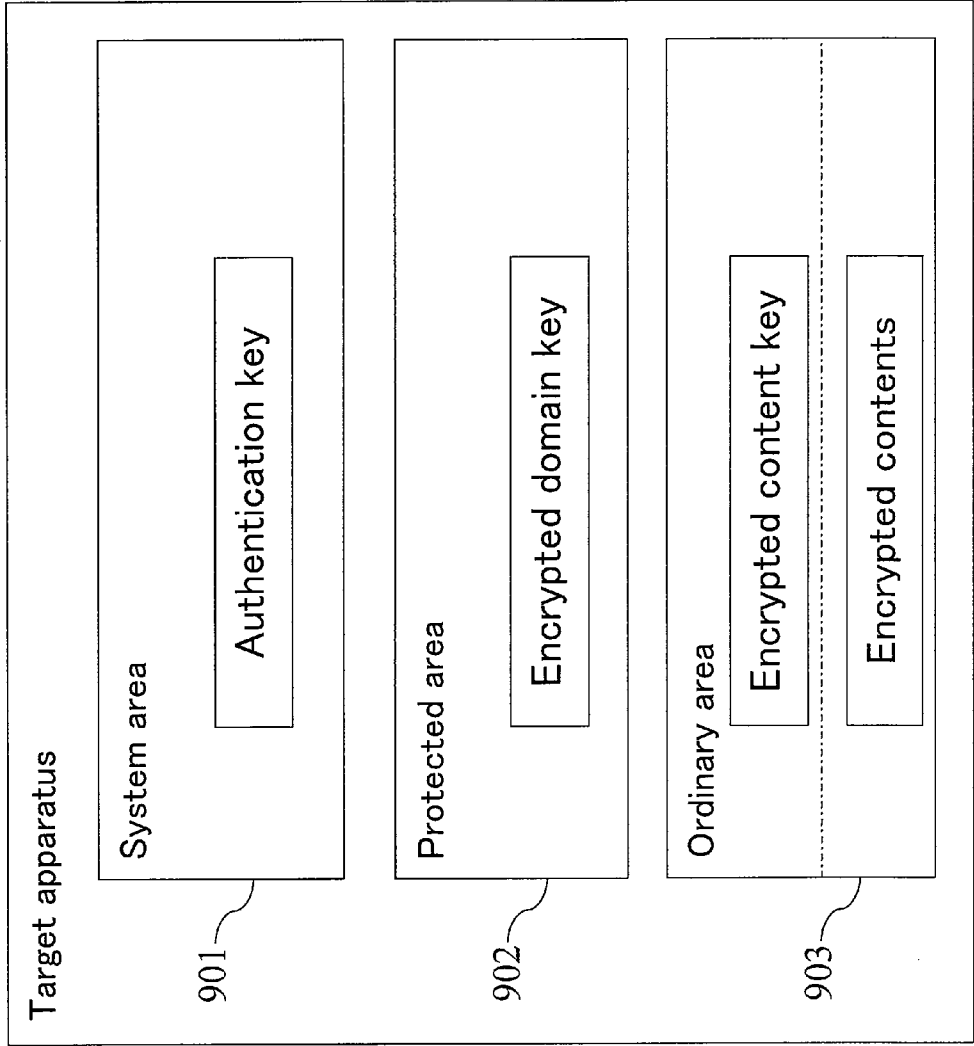 Target apparatus
System area
Authentication key
901
Protected area
Encrypted domain key
902
Ordinary area
Encrypted content key
Encrypted contents
903